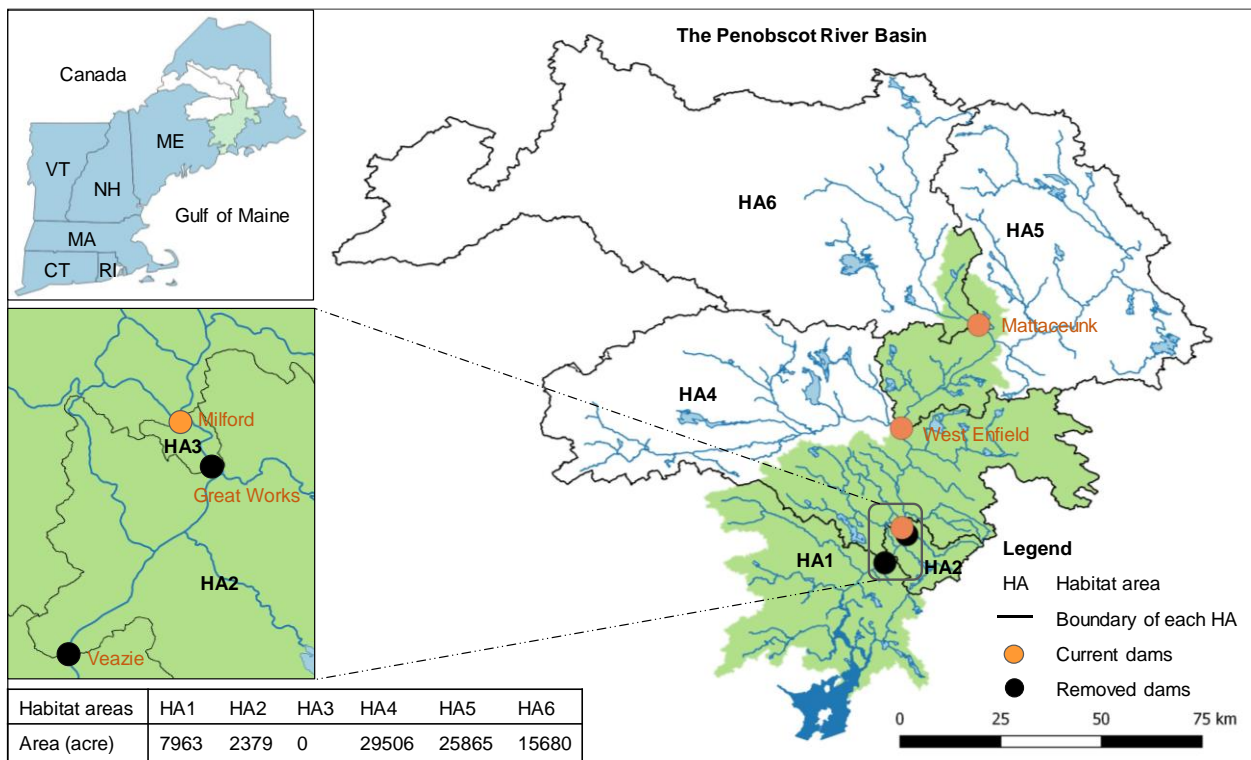 The Penobscot River Basin
Canada
ME
VT
NH
Gulf of Maine
MA
CT
RI
HA6
HA5
Mattaceunk
HA4
West Enfield
HA1
HA2
Milford
HA3
Great Works
HA2
Veazie
Legend
HA Habitat area
Boundary of each HA
Current dams
Removed dams
0 25 50 75 km
Habitat areas HA1 HA2 HA3 HA4 HA5 HA6
Area (acre) 7963 2379 0 29506 25865 15680